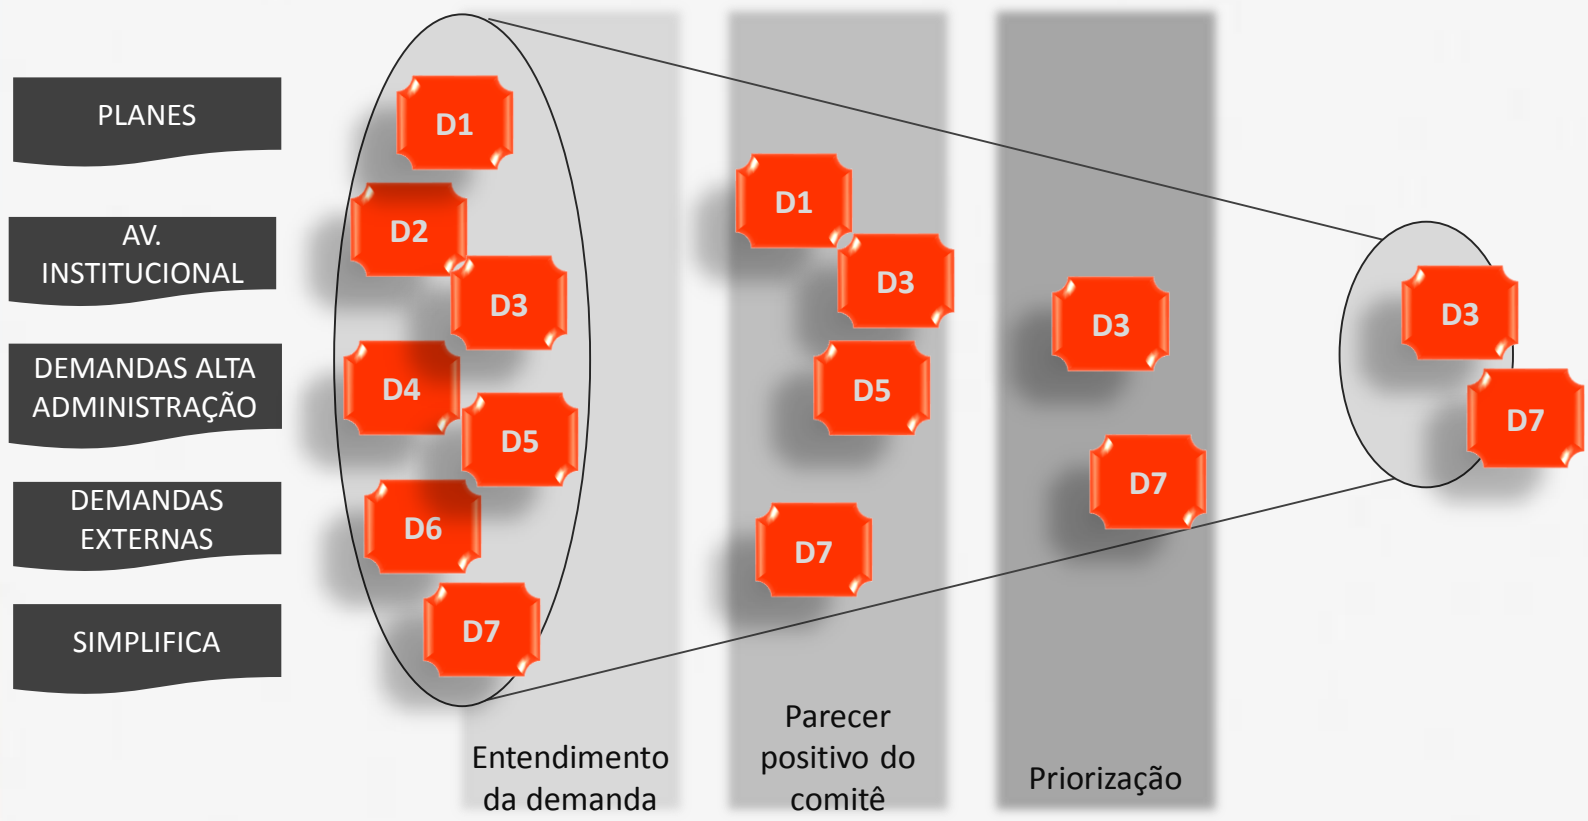 PLANES
AV.
INSTITUCIONAL
DEMANDAS ALTA
ADMINISTRAÇÃO
DEMANDAS
EXTERNAS
SIMPLIFICA
D1
D2
D3
D4
D5
D6
D7
Entendimento
da demanda
D1
D3
D5
D7
Parecer
positivo do
comitê
D3
D7
Priorização
D3
D7